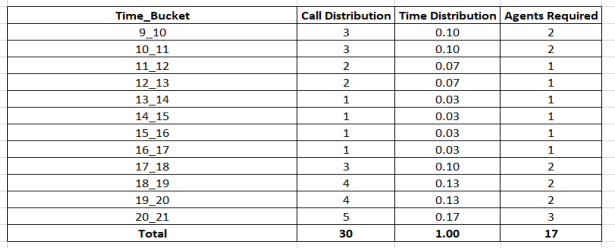 Time_Bucket Call Distribution Time Distribution Agents Required
9_10 3 0.10 2
10_11 3 0.10 2
11_12 2 0.07 1
12_13 2 0.07 1
13_14 1 0.03 1
14_15 1 0.03 1
15_16 1 0.03 1
16_17 1 0.03 1
17_18 3 0.10 2
18_19 4 0.13 2
19_20 4 0.13 2
20_21 5 0.17 3
Total 30 1.00 17